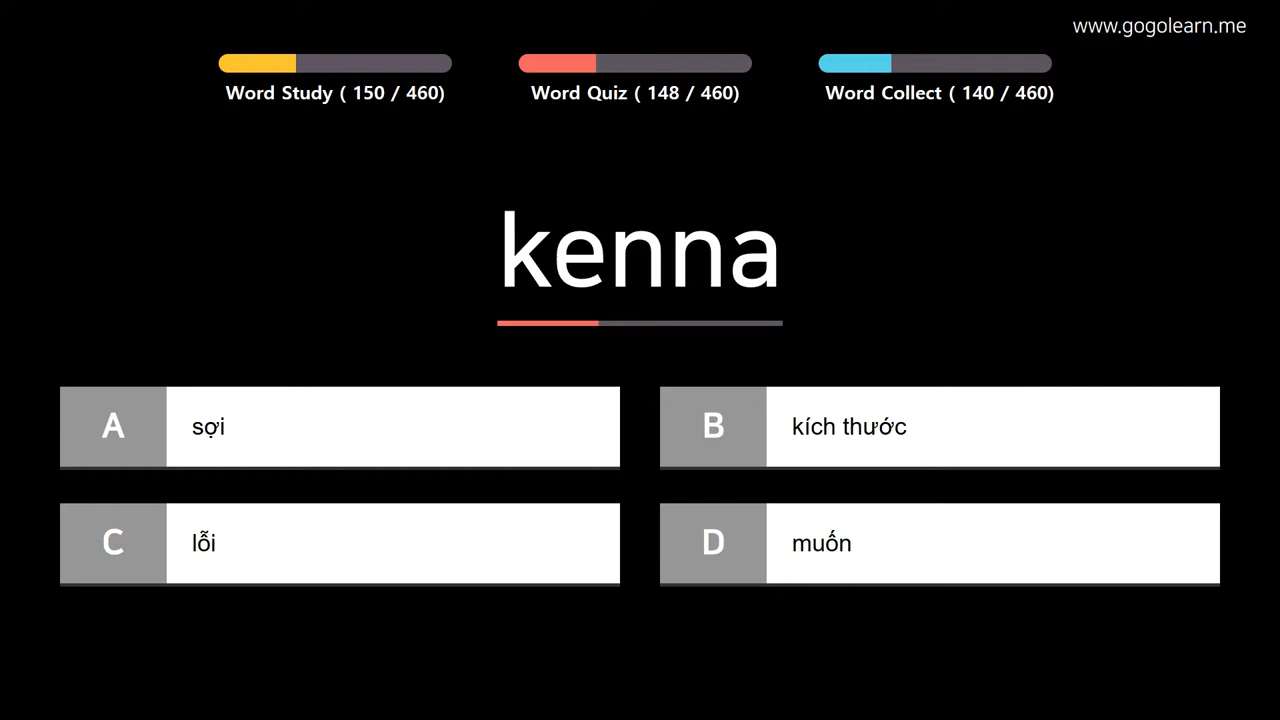 www.gogolearn.me
Word Study ( 150 / 460)
Word Quiz ( 148 / 460)
Word Collect ( 140 / 460)
kenna
A
sợi
B
kích thước
C
lỗi
D
muốn